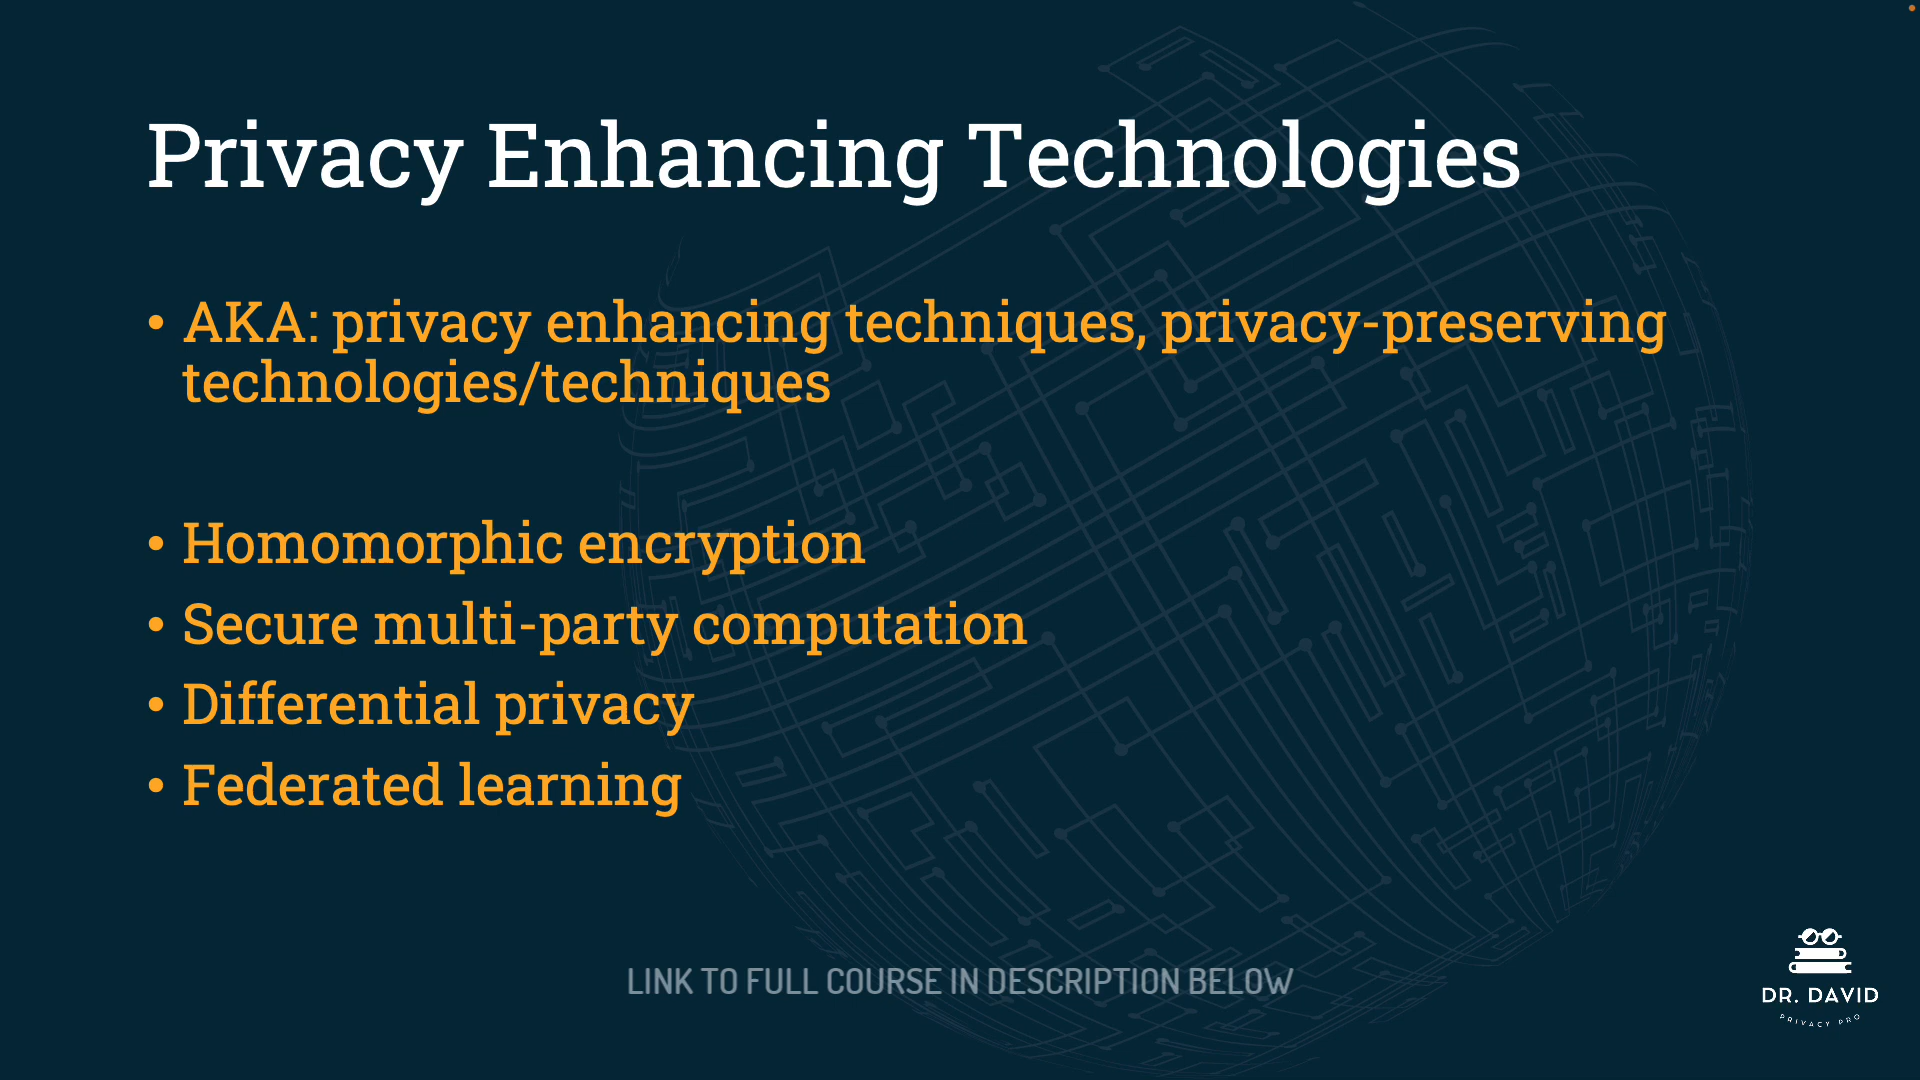 Privacy Enhancing Technologies
• AKA: privacy enhancing techniques, privacy-preserving
technologies/techniques
• Homomorphic encryption
• Secure multi-party computation
• Differential privacy
• Federated learning
LINK TO FULL COURSE IN DESCRIPTION BELOW
DR. DAVID
PRIVACY PRO